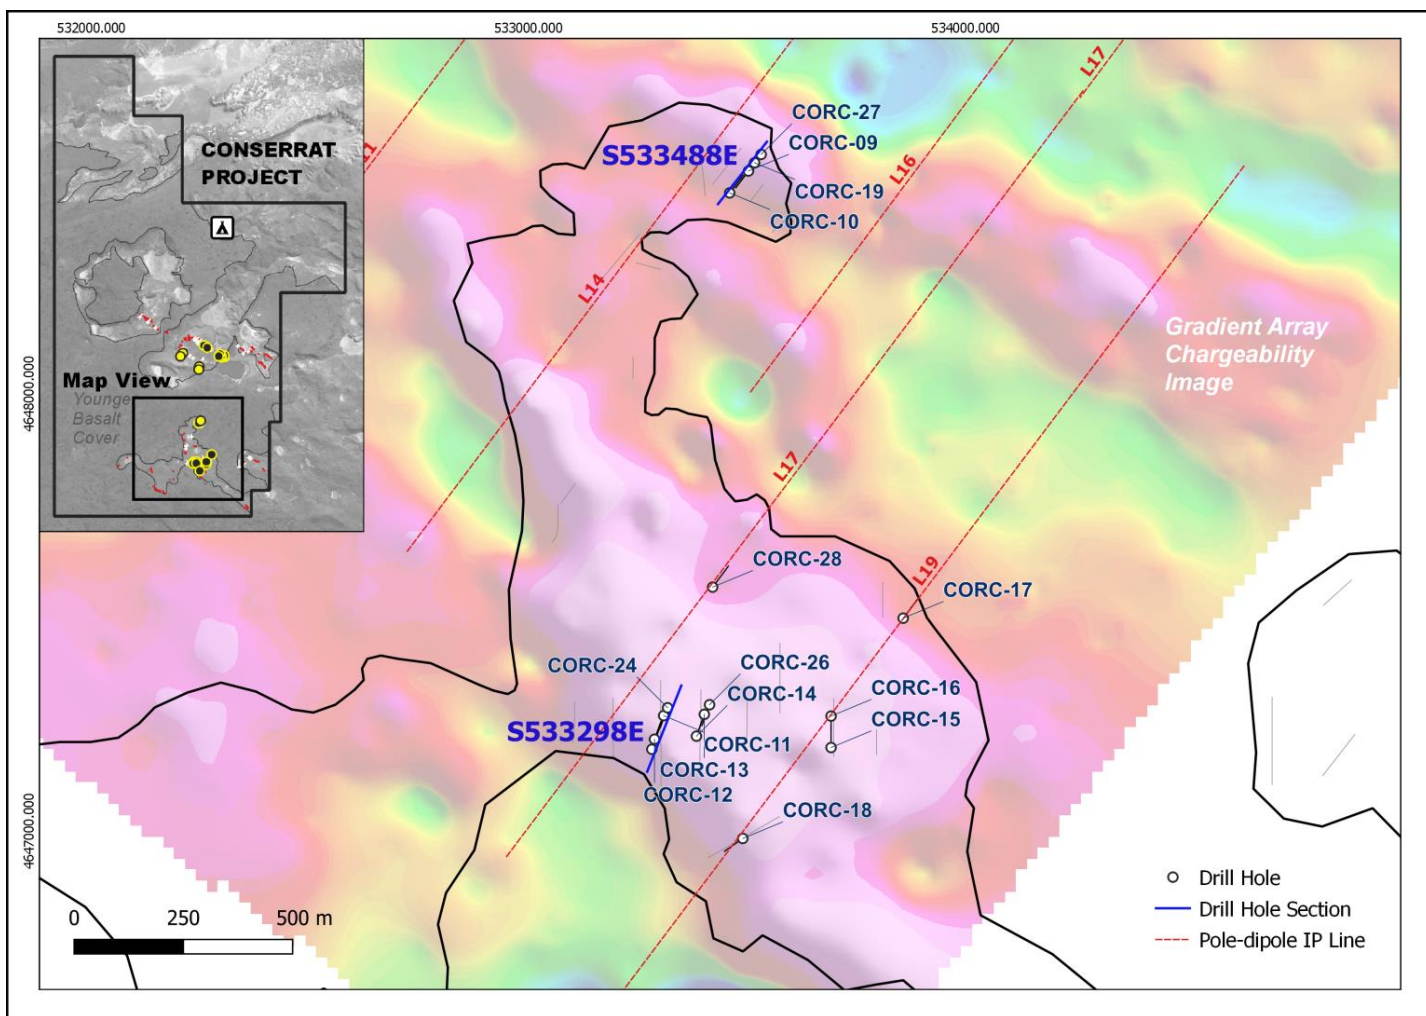 532000.000
533000.000
534000.000
4648000.000
4647000.000
CONSERRAT
PROJECT
Map View
Younge
Basalt
Cover
L14
L16
L17
L17
L19
CORC-27
S533488E
CORC-09
CORC-19
CORC-10
Gradient Array
Chargeability
Image
CORC-28
CORC-17
CORC-24
CORC-26
CORC-14
CORC-16
S533298E
CORC-15
CORC-11
CORC-13
CORC-12
CORC-18
0 250 500 m
Drill Hole
Drill Hole Section
Pole-dipole IP Line